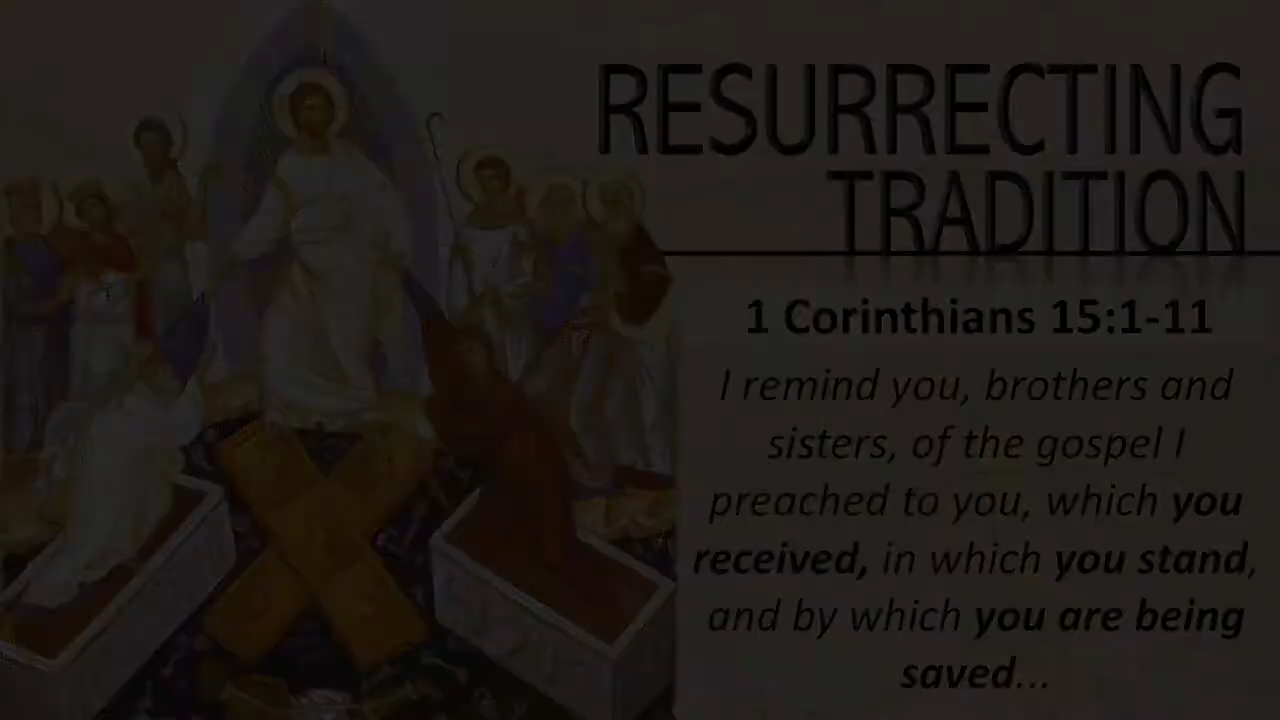 RESURRECTING
TRADITION
1 Corinthians 15:1-11
I remind you, brothers and
sisters, of the gospel I
preached to you, which you
received, in which you stand,
and by which you are being
saved...